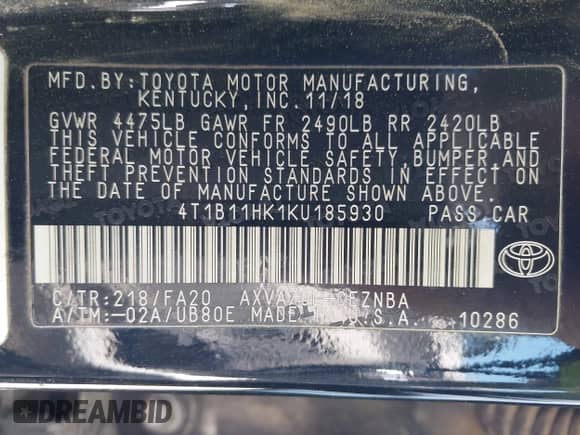 MFD.BY:TOYOTA MOTOR MANUFACTURING,
KENTUCKY,INC.11/18
GVWR 4475LB GAWR FR 2490LB RR 2420LB
THIS VEHICLE CONFORMS TO ALL APPLICABLE
FEDERAL MOTOR VEHICLE SAFETY,BUMPER,AND
THEFT PREVENTION STANDARDS IN EFFECT ON
THE DATE OF MANUFACTURE SHOWN ABOVE.
4T1B11HK1KU185930 PASS.CAR
C/TR:218/FA20
A/TM:-02A/UB80E MADE U.S.A. 10286
DREAMBID